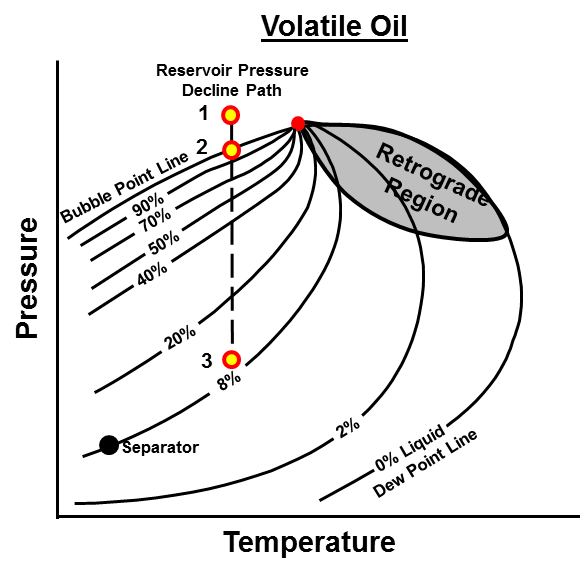 Volatile Oil
Reservoir Pressure
Decline Path
1
2
Bubble Point Line
90%
70%
50%
40%
20%
3
8%
2%
Separator
0% Liquid
Dew Point Line
Retrograde
Region
Pressure
Temperature